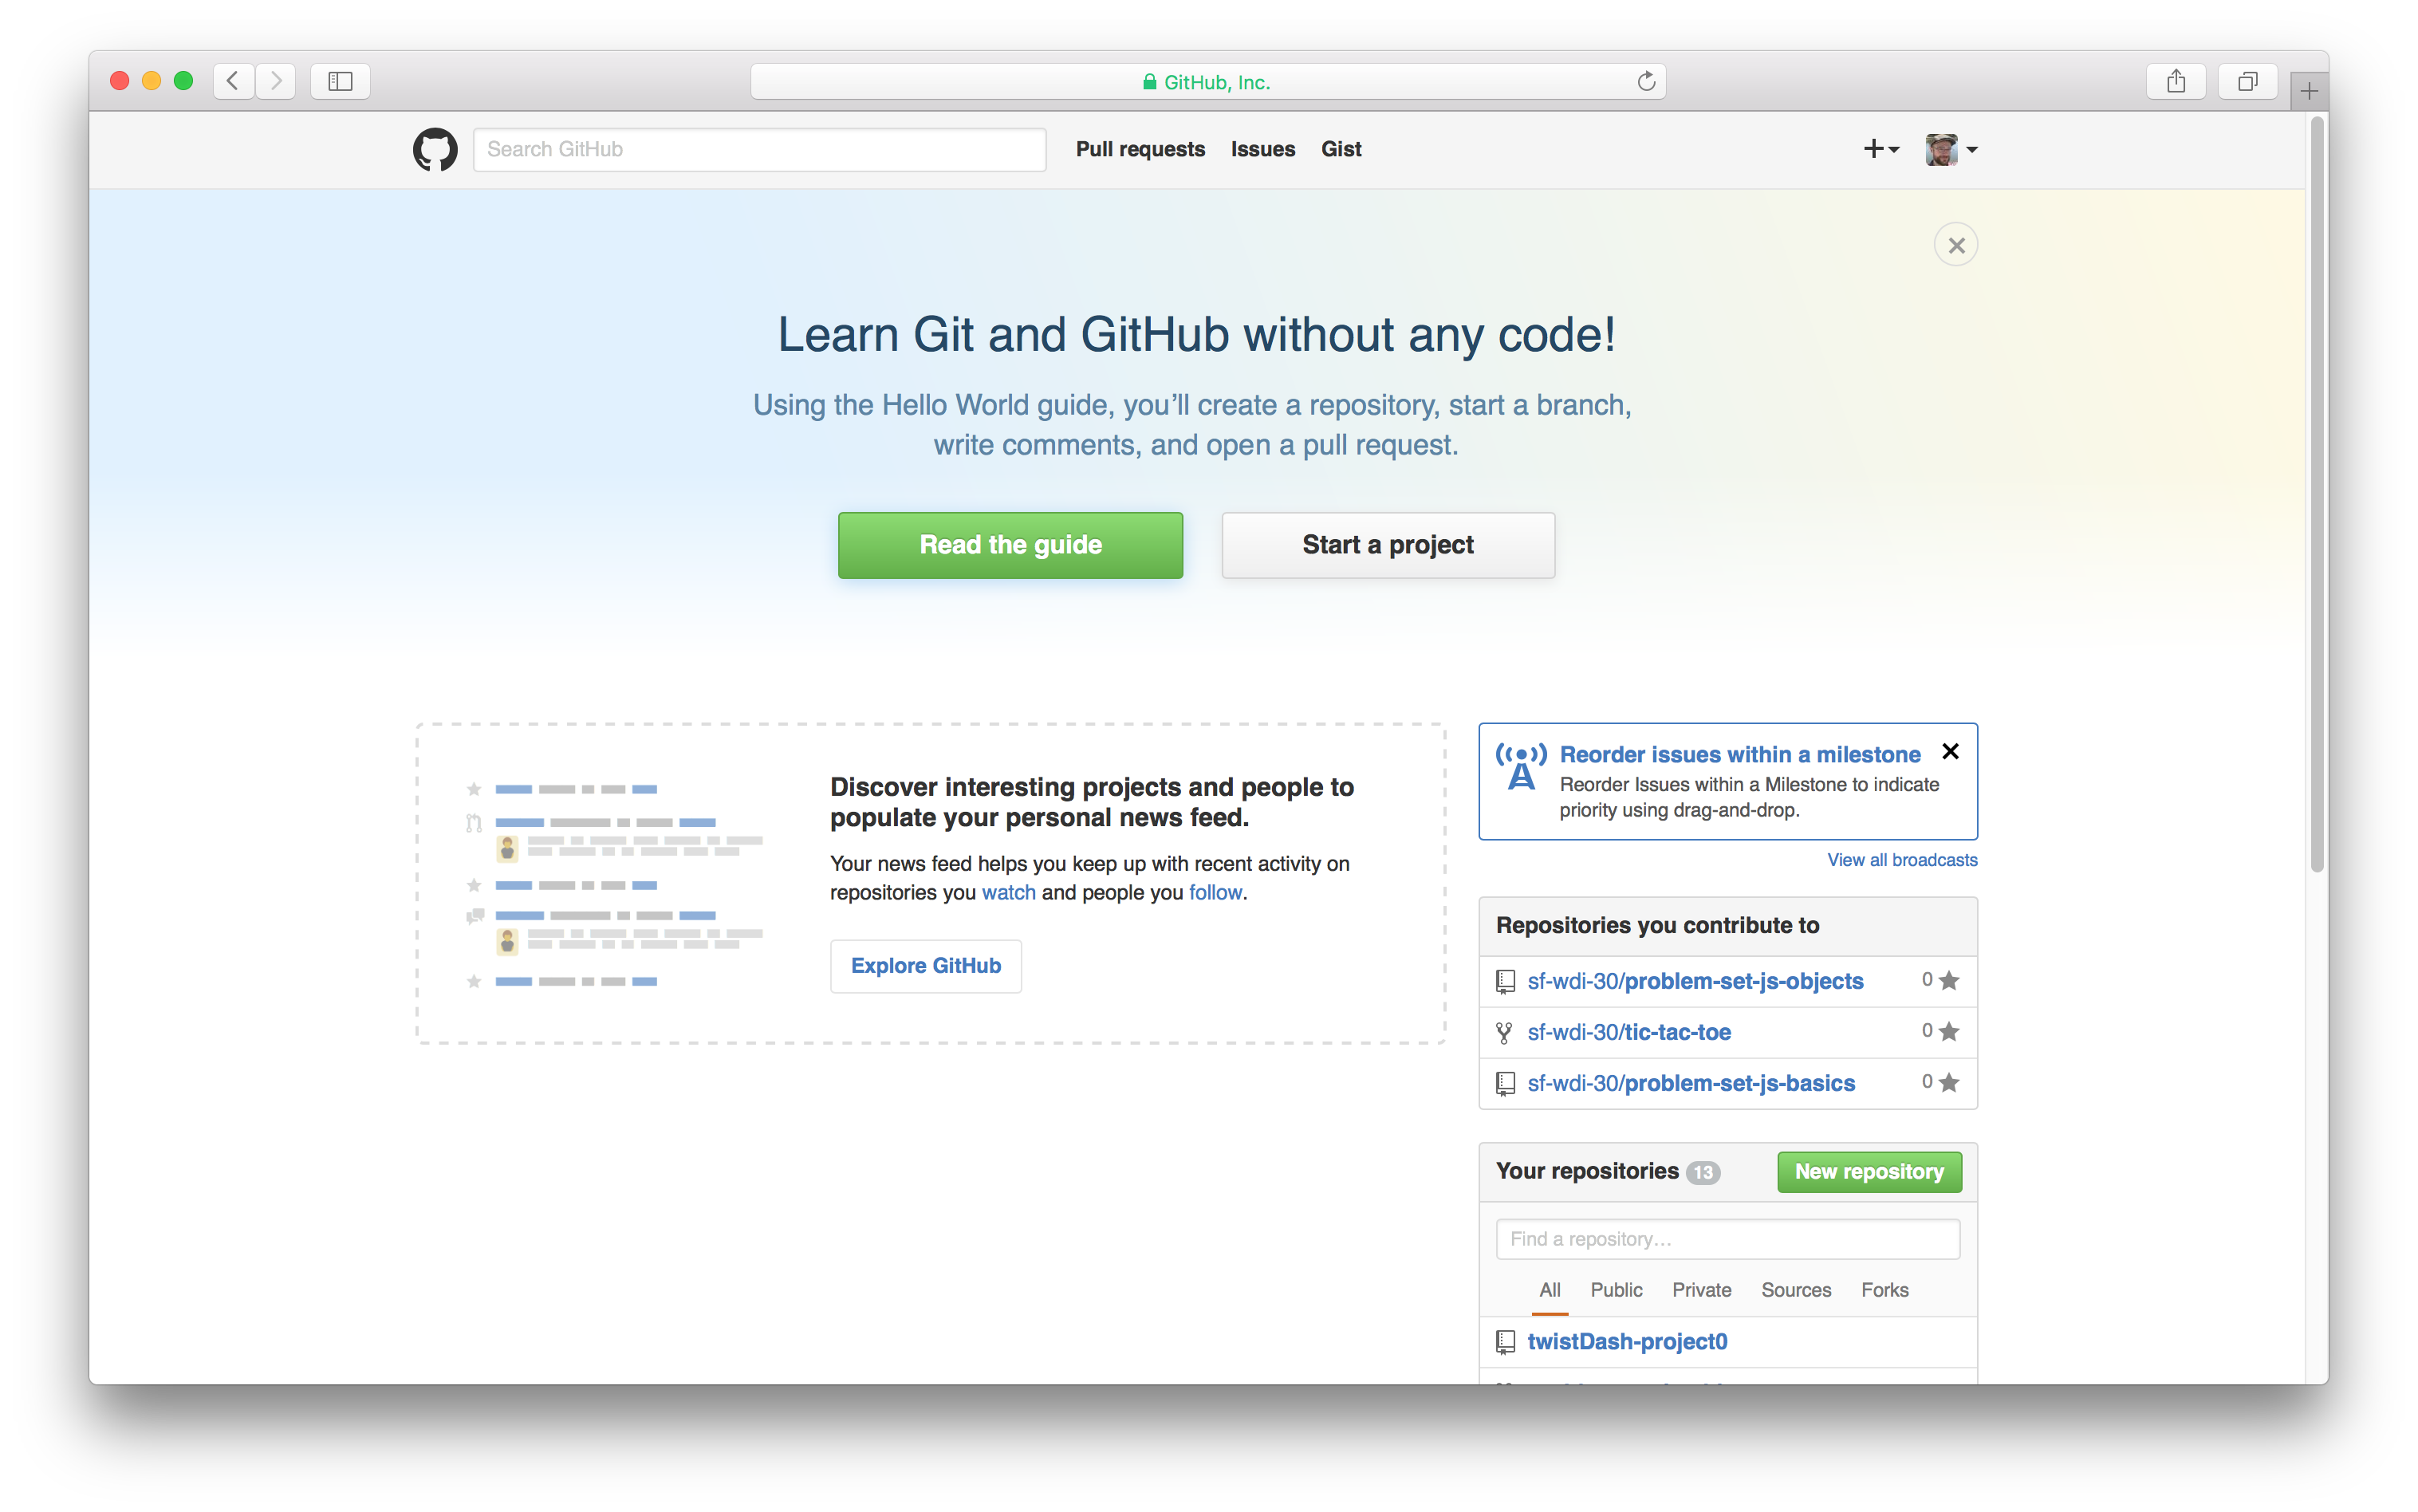 GitHub, Inc.
Search GitHub
Pull requests Issues Gist
Learn Git and GitHub without any code!
Using the Hello World guide, you’ll create a repository, start a branch,
write comments, and open a pull request.
Read the guide
Start a project
Discover interesting projects and people to
populate your personal news feed.
Your news feed helps you keep up with recent activity on
repositories you watch and people you follow.
Explore GitHub
Reorder issues within a milestone
Reorder Issues within a Milestone to indicate
priority using drag-and-drop.
View all broadcasts
Repositories you contribute to
sf-wdi-30/problem-set-js-objects 0
sf-wdi-30/tic-tac-toe 0
sf-wdi-30/problem-set-js-basics 0
Your repositories 13
New repository
Find a repository…
All Public Private Sources Forks
twistDash-project0